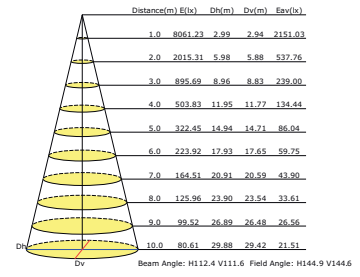 Distance(m) E(lx) Dh(m) Dv(m) Eav(lx)
1.0 8061.23 2.99 2.94 2151.03
2.0 2015.31 5.98 5.88 537.76
3.0 895.69 8.96 8.83 239.00
4.0 503.83 11.95 11.77 134.44
5.0 322.45 14.94 14.71 86.04
6.0 223.92 17.93 17.65 59.75
7.0 164.51 20.91 20.59 43.90
8.0 125.96 23.90 23.54 33.61
9.0 99.52 26.89 26.48 26.56
Dh 10.0 80.61 29.88 29.42 21.51
Dv Beam Angle: H112.4 V111.6 Field Angle: H144.9 V144.6